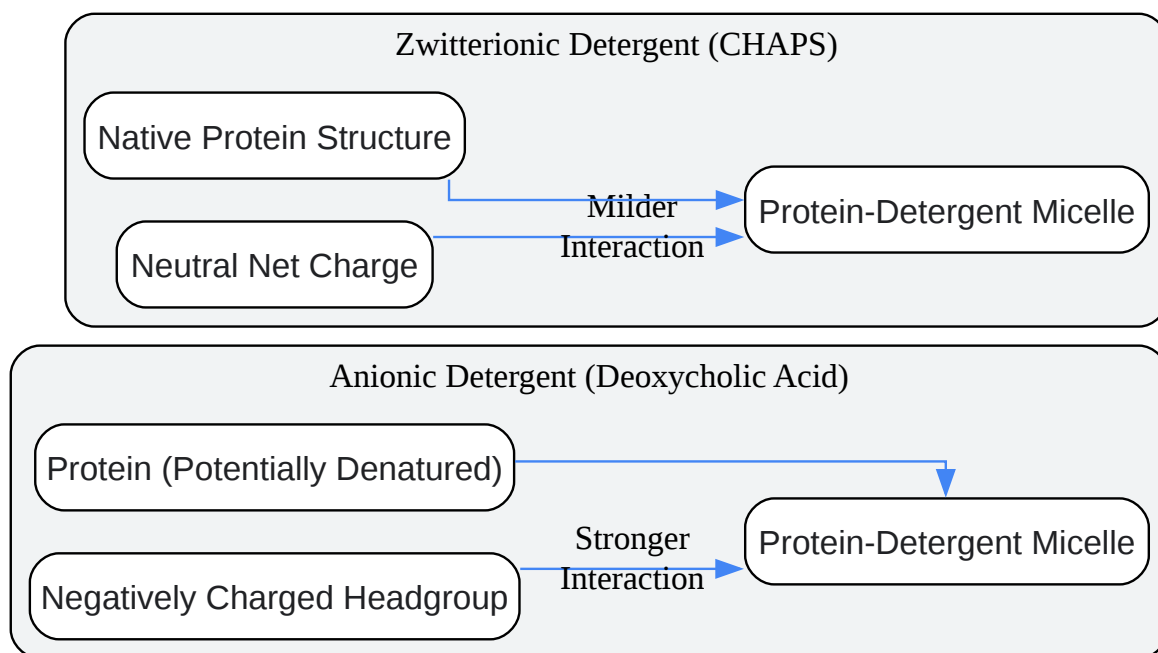 Zwitterionic Detergent (CHAPS)
Native Protein Structure
Milder
Interaction
Protein-Detergent Micelle
Neutral Net Charge
Anionic Detergent (Deoxycholic Acid)
Protein (Potentially Denatured)
Stronger
Interaction
Protein-Detergent Micelle
Negatively Charged Headgroup